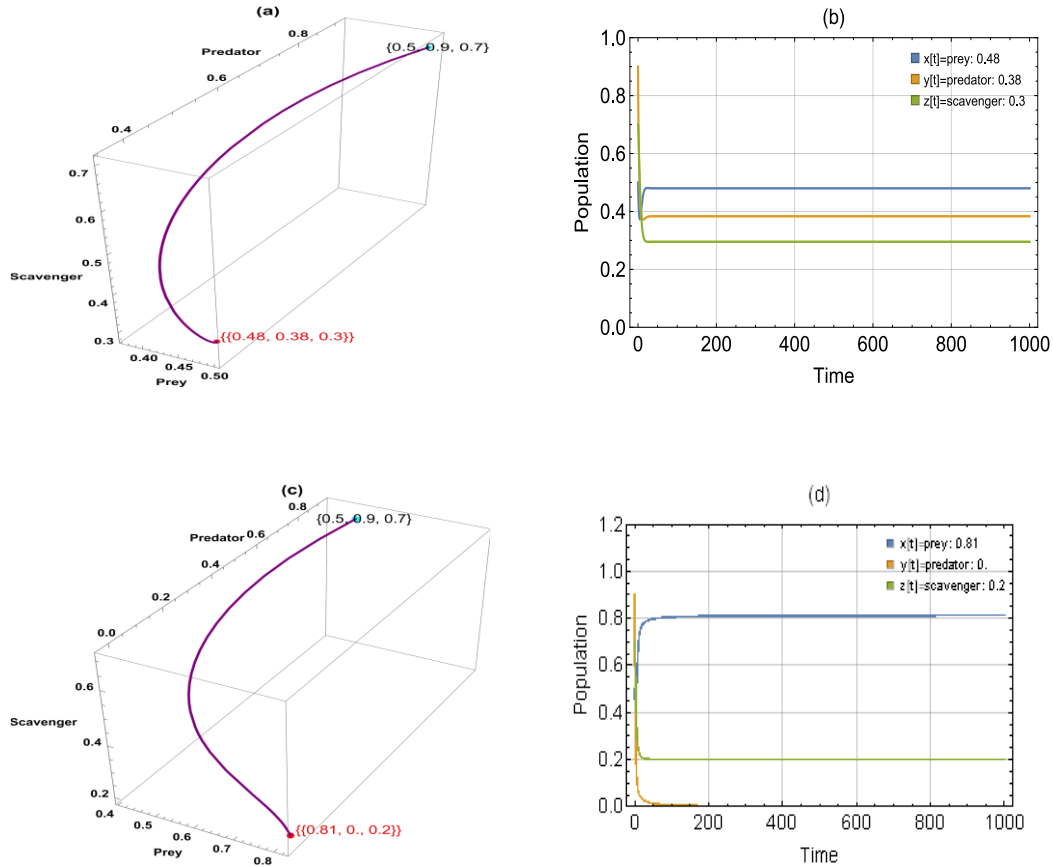 (a)
Predator
0.8
0.6
0.4
{0.5, 0.9, 0.7}
0.7
0.6
0.5
0.4
0.3
Scavenger
{{0.48, 0.38, 0.3}}
0.40
0.45
0.50
Prey
(b)
1.0
0.8
0.6
0.4
0.2
0.0
Population
x[t]=prey: 0.48
y[t]=predator: 0.38
z[t]=scavenger: 0.3
0 200 400 600 800 1000
Time
(c)
Predator
0.8
0.6
0.4
0.2
0.0
{0.5, 0.9, 0.7}
0.6
0.4
0.2
Scavenger
{{0.81, 0., 0.2}}
0.4
0.5
0.6
0.7
0.8
Prey
(d)
1.2
1.0
0.8
0.6
0.4
0.2
0.0
Population
x[t]=prey: 0.81
y[t]=predator: 0.
z[t]=scavenger: 0.2
0 200 400 600 800 1000
Time